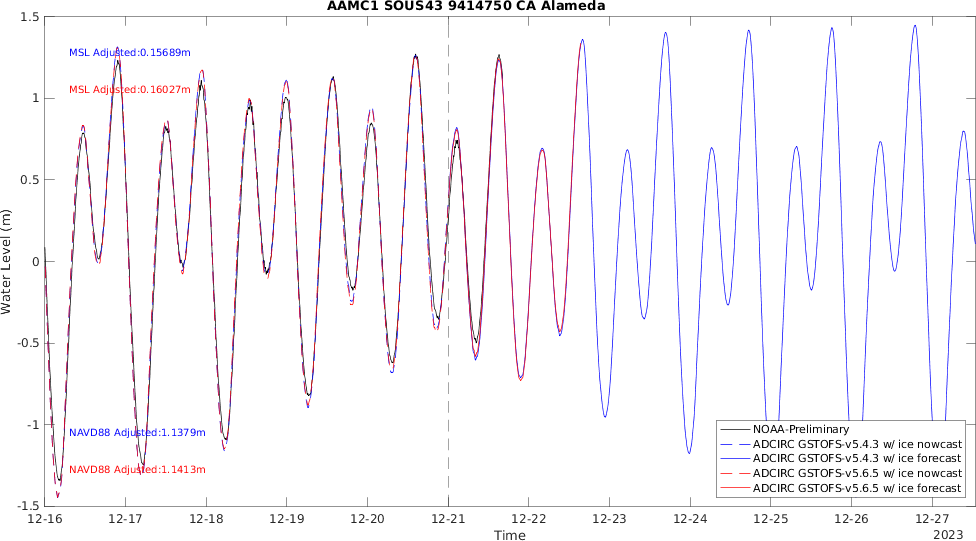 AAMC1 SOUS43 9414750 CA Alameda
1.5
1
0.5
0
-0.5
-1
-1.5
Water Level (m)
MSL Adjusted:0.15689m
MSL Adjusted:0.16027m
NAVD88 Adjusted:1.1379m
NAVD88 Adjusted:1.1413m
NOAA-Preliminary
ADCIRC GSTOFS-v5.4.3 w/ ice nowcast
ADCIRC GSTOFS-v5.4.3 w/ ice forecast
ADCIRC GSTOFS-v5.6.5 w/ ice nowcast
ADCIRC GSTOFS-v5.6.5 w/ ice forecast
12-16 12-17 12-18 12-19 12-20 12-21 12-22 12-23 12-24 12-25 12-26 12-27
Time
2023